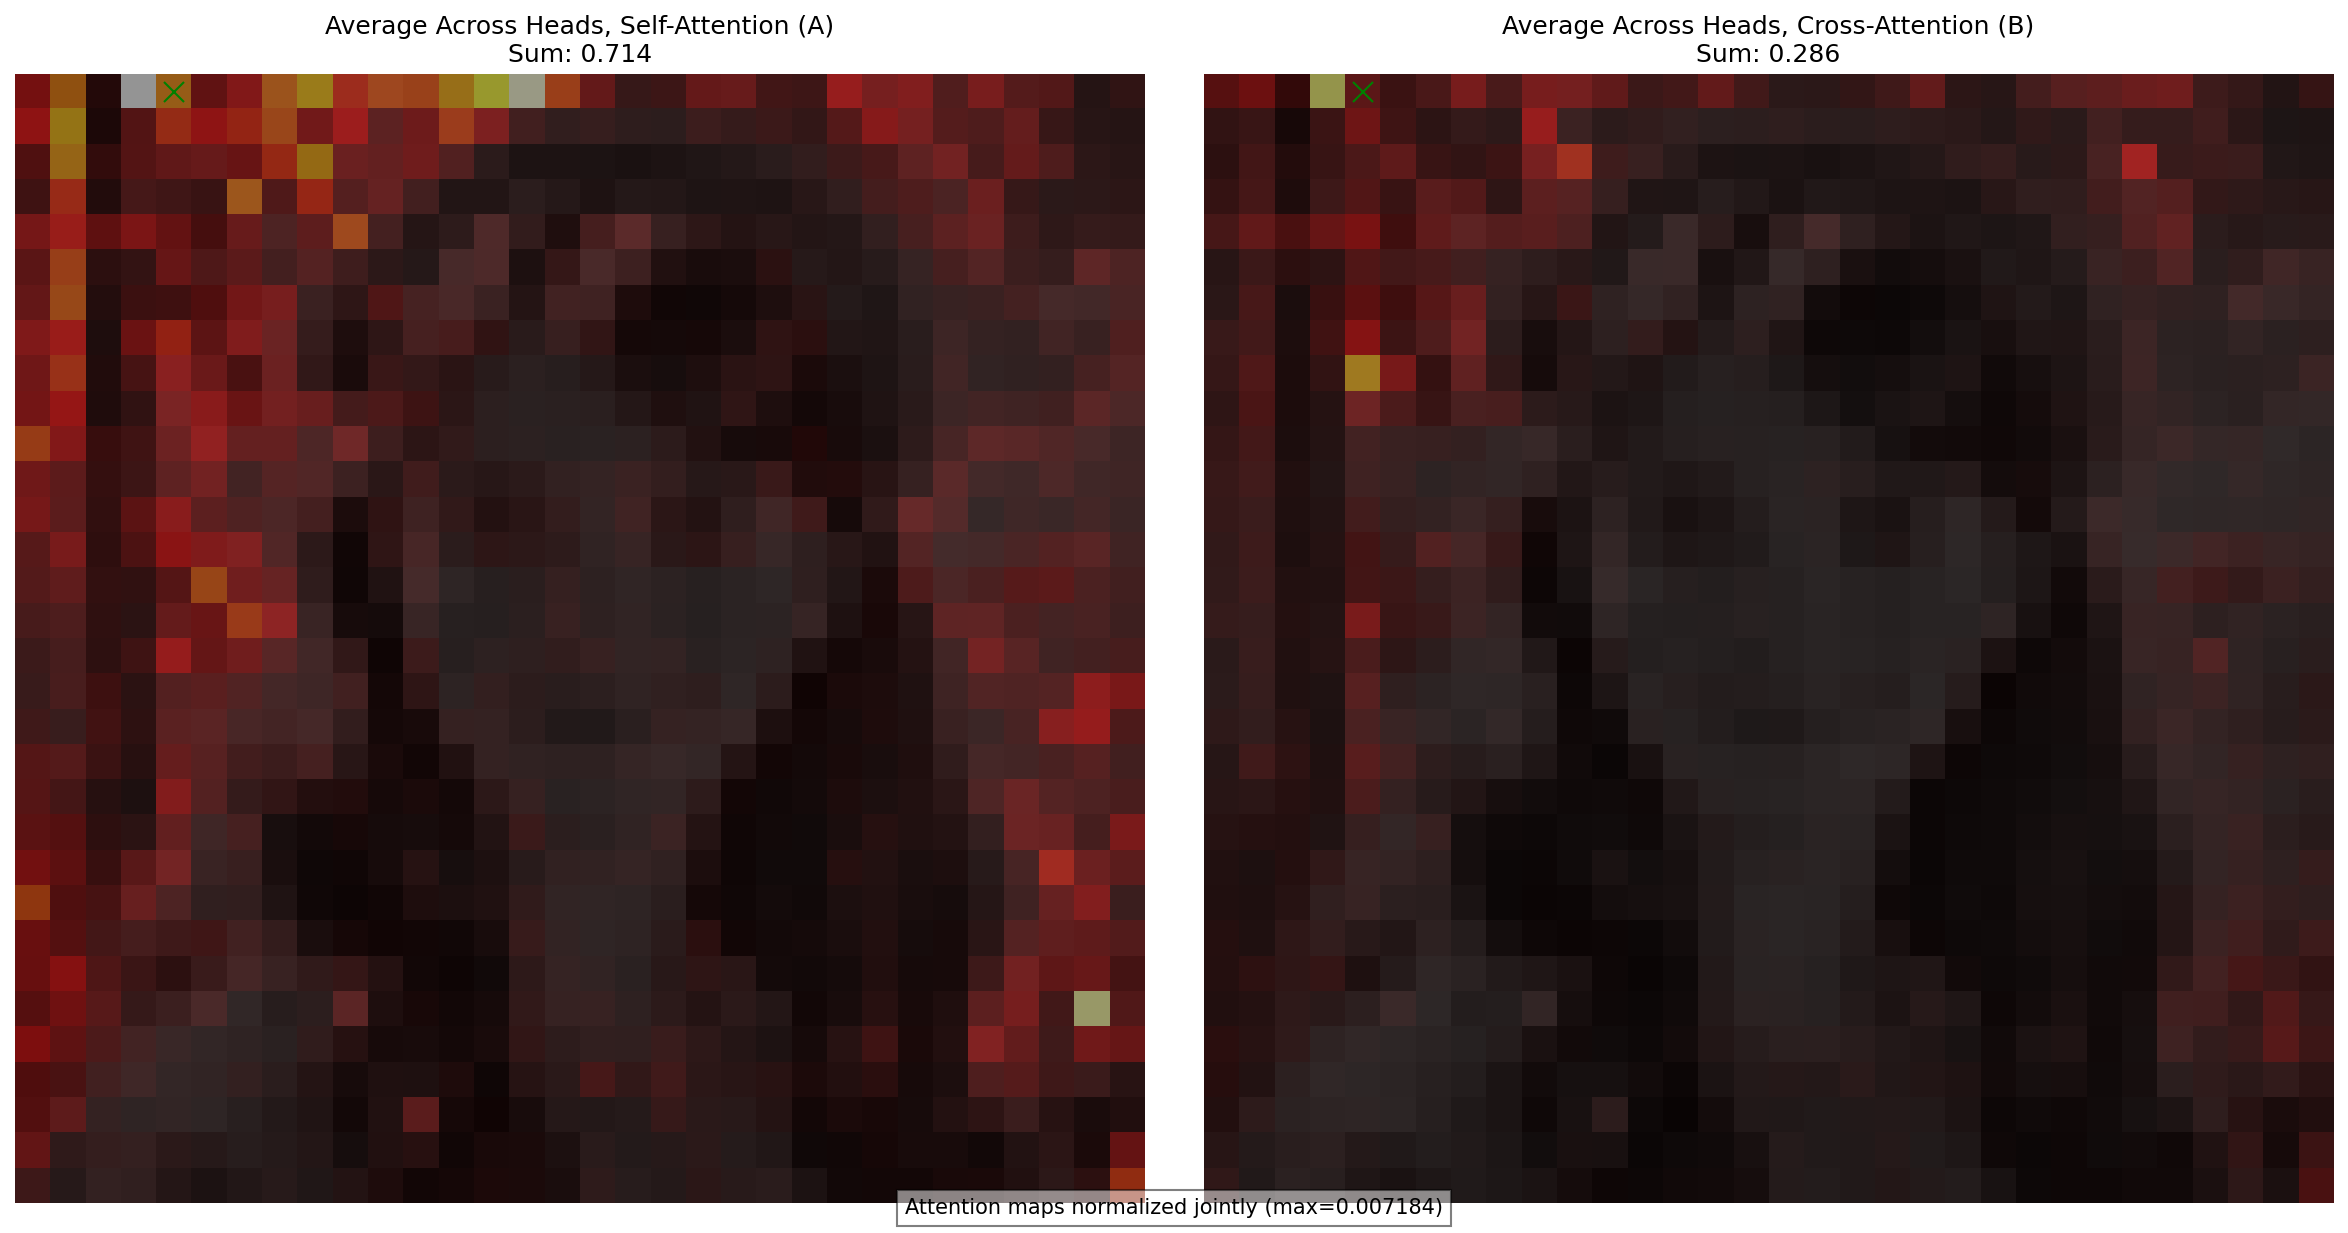 Average Across Heads, Self-Attention (A)
Sum: 0.714
Average Across Heads, Cross-Attention (B)
Sum: 0.286
Attention maps normalized jointly (max=0.007184)